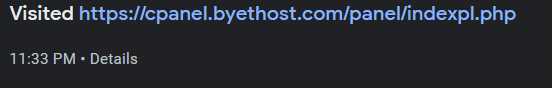 Visited https://cpanel.byethost.com/panel/indexpl.php
11:33 PM • Details